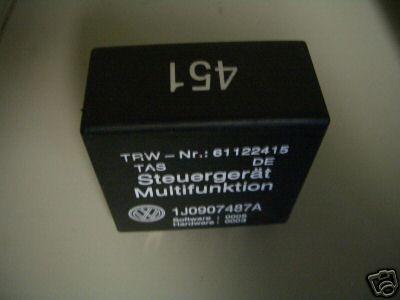 451
TRW - Nr.: 61122415
TAS DE
Steuergerät
Multifunktion
1J0907487A
Software : 0005
Hardware : 0003